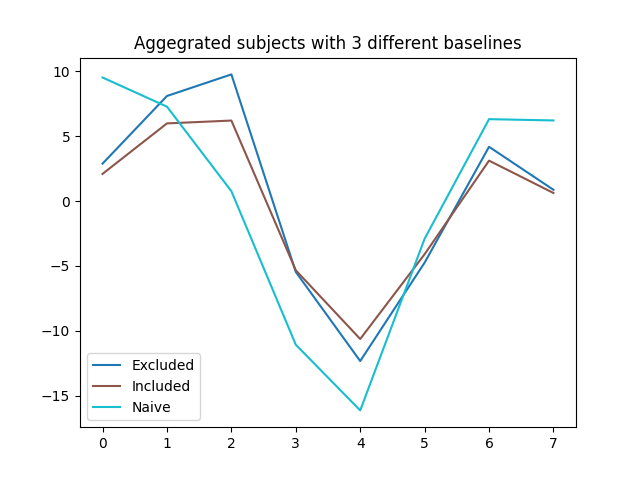 Aggegrated subjects with 3 different baselines
10
5
0
−5
−10
−15
Excluded
Included
Naive
0 1 2 3 4 5 6 7